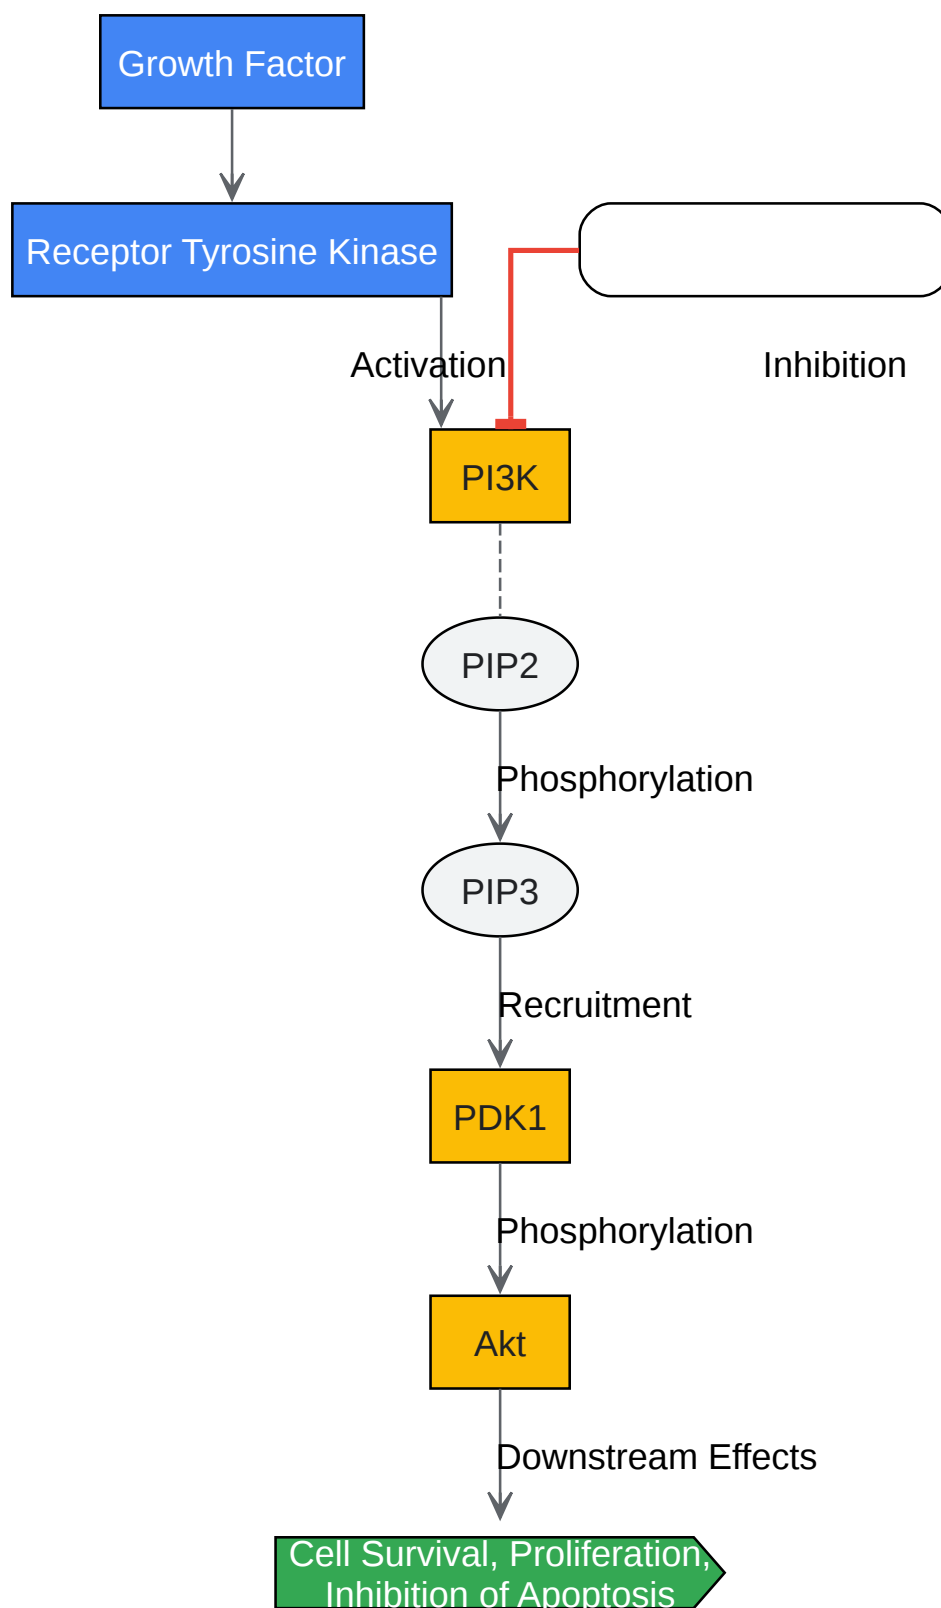 Growth Factor
Receptor Tyrosine Kinase
Activation
Inhibition
PI3K
PIP2
Phosphorylation
PIP3
Recruitment
PDK1
Phosphorylation
Akt
Downstream Effects
Cell Survival, Proliferation,
Inhibition of Apoptosis